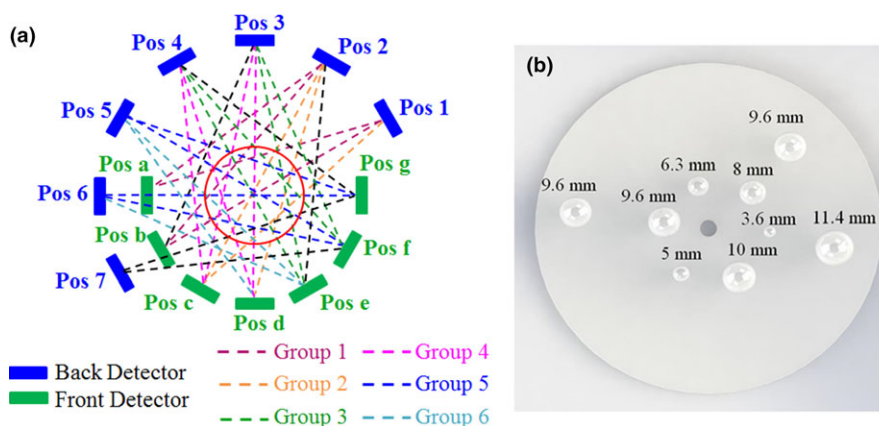 (a)
Pos 3
Pos 4
Pos 2
Pos 5
Pos 1
Pos a
Pos g
Pos 6
Pos b
Pos f
Pos 7
Pos c
Pos e
Pos d
Back Detector
Front Detector
Group 1
Group 4
Group 2
Group 5
Group 3
Group 6
(b)
9.6 mm
6.3 mm
8 mm
9.6 mm
9.6 mm
3.6 mm
11.4 mm
5 mm
10 mm